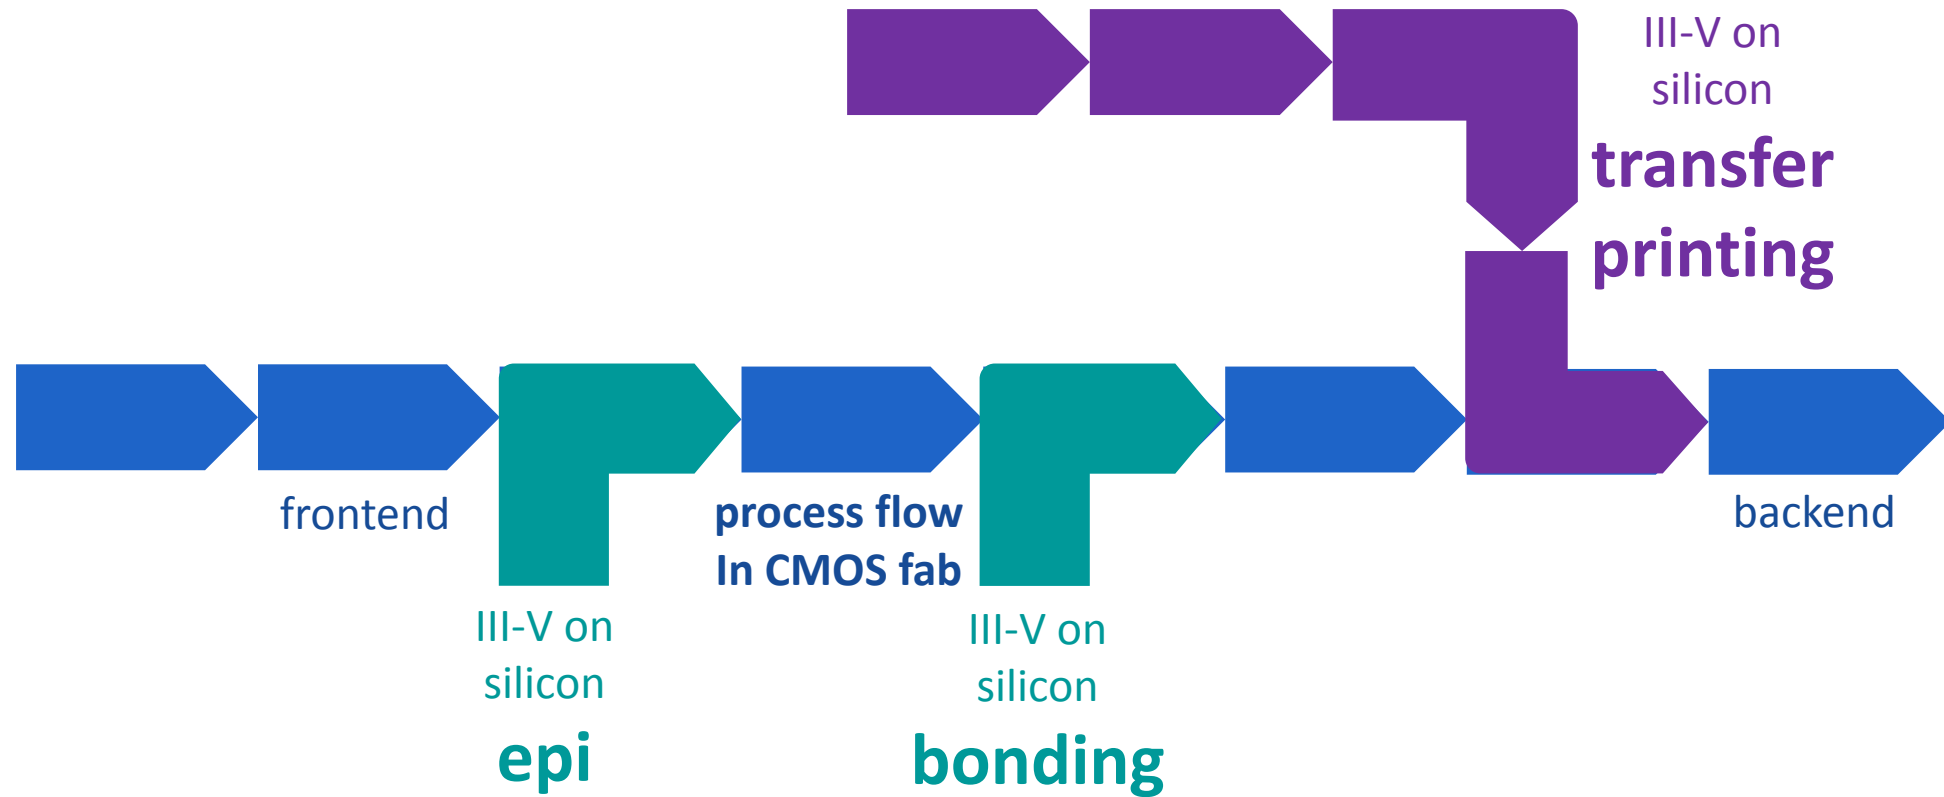 III-V on
silicon
transfer
printing
frontend
process flow
In CMOS fab
backend
III-V on
silicon
epi
III-V on
silicon
bonding